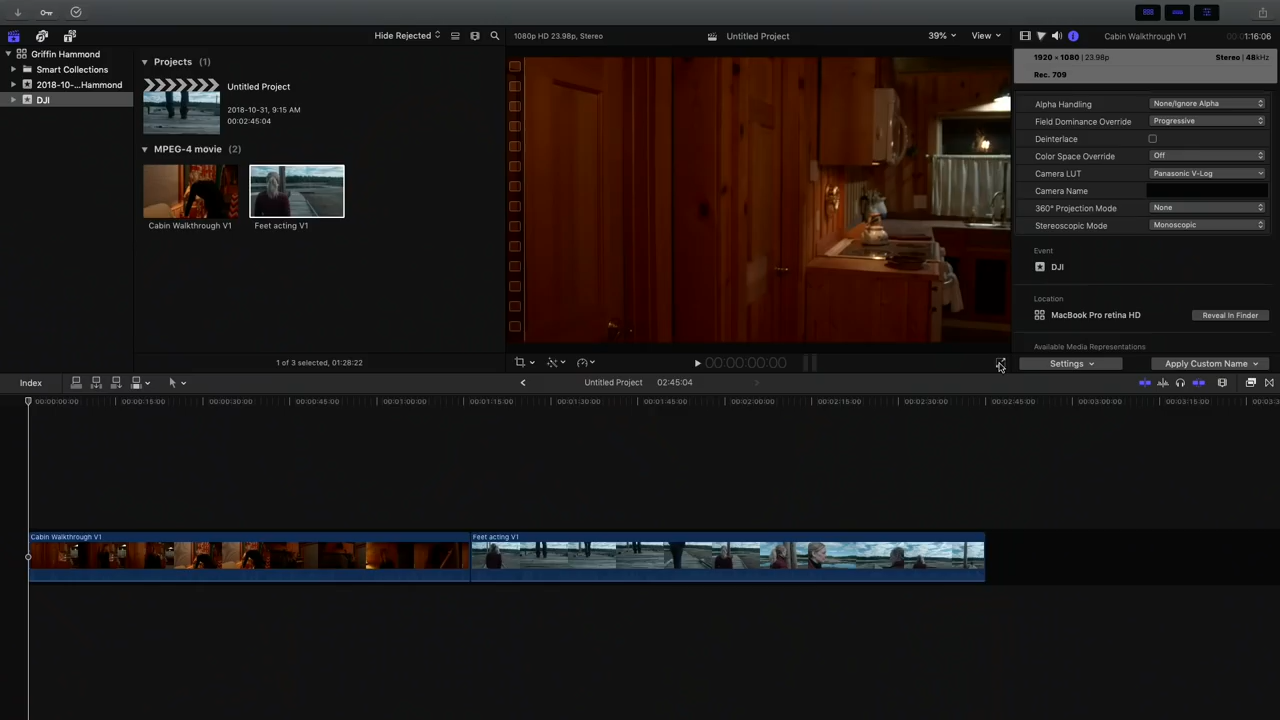 Hide Rejected
1080p HD 23.98p, Stereo
Untitled Project
39%
View
Cabin Walkthrough V1
1:16:06
Griffin Hammond
Smart Collections
2018-10-...Hammond
DJI
Projects (1)
Untitled Project
2018-10-31, 9:15 AM
00:02:45:04
MPEG-4 movie (2)
Cabin Walkthrough V1
Feet acting V1
1 of 3 selected, 01:28:22
00:00:00:00
1920 × 1080 | 23.98p
Stereo | 48kHz
Rec. 709
Alpha Handling None/Ignore Alpha
Field Dominance Override Progressive
Deinterlace
Color Space Override Off
Camera LUT Panasonic V-Log
Camera Name
360° Projection Mode None
Stereoscopic Mode Monoscopic
Event
DJI
Location
MacBook Pro retina HD
Reveal In Finder
Available Media Representations
Settings
Apply Custom Name
Index
Untitled Project
02:45:04
00:00:00:00
00:00:15:00
00:00:30:00
00:00:45:00
00:01:00:00
00:01:15:00
00:01:30:00
00:01:45:00
00:02:00:00
00:02:15:00
00:02:30:00
00:02:45:00
00:03:00:00
00:03:15:00
00:03:3
Cabin Walkthrough V1
Feet acting V1